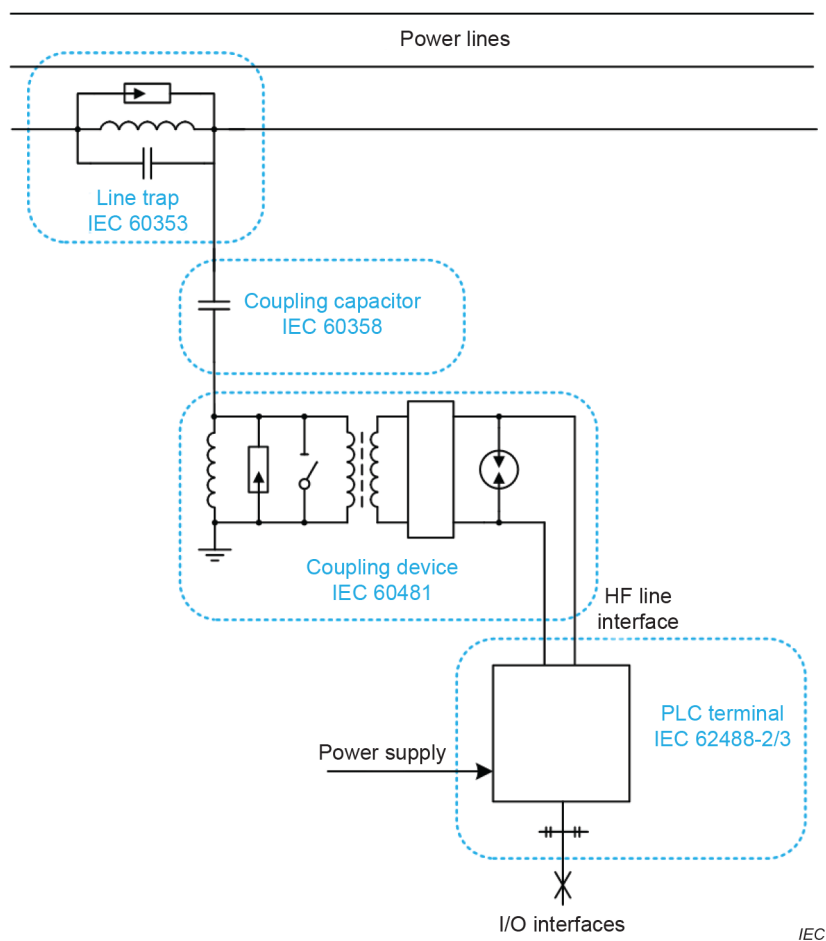 Power lines
Line trap
IEC 60353
Coupling capacitor
IEC 60358
Coupling device
IEC 60481
HF line
interface
PLC terminal
IEC 62488-2/3
Power supply
I/O interfaces
IEC